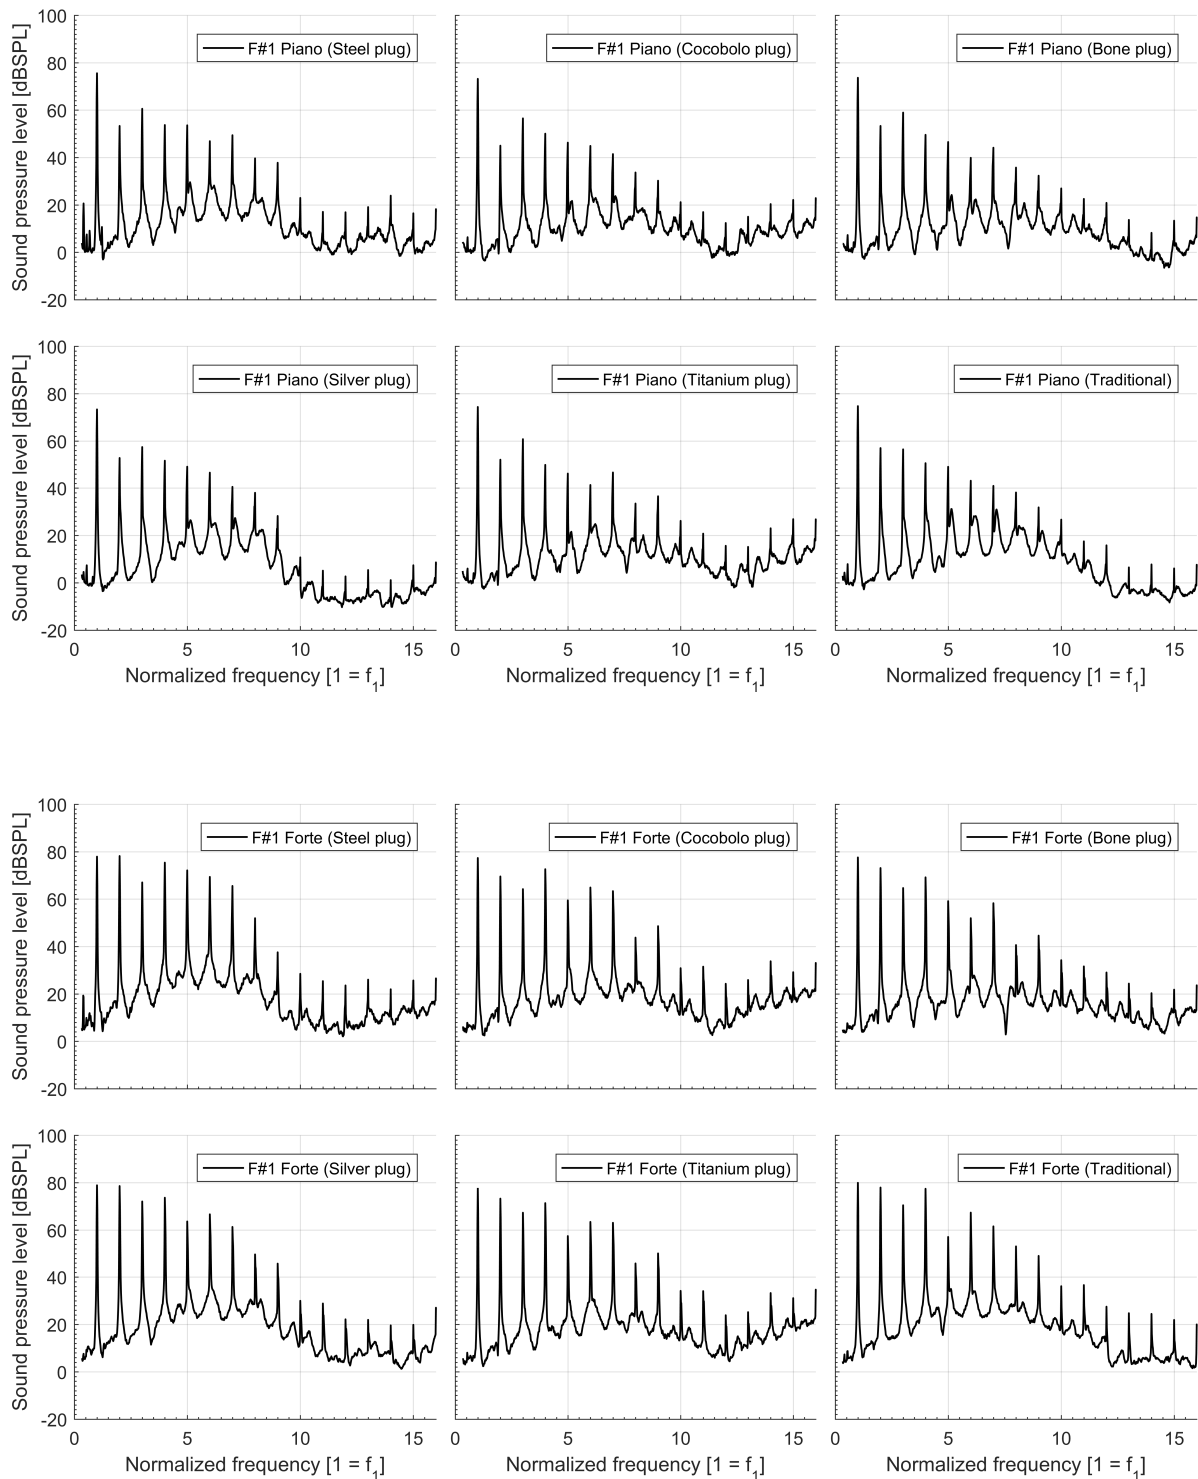 100
80
60
40
20
0
-20
Sound pressure level [dBSPL]
F#1 Piano (Steel plug)
F#1 Piano (Cocobolo plug)
F#1 Piano (Bone plug)
100
80
60
40
20
0
-20
Sound pressure level [dBSPL]
F#1 Piano (Silver plug)
F#1 Piano (Titanium plug)
F#1 Piano (Traditional)
0 5 10 15
0 5 10 15
0 5 10 15
Normalized frequency [1 = f₁]
Normalized frequency [1 = f₁]
Normalized frequency [1 = f₁]
100
80
60
40
20
0
-20
Sound pressure level [dBSPL]
F#1 Forte (Steel plug)
F#1 Forte (Cocobolo plug)
F#1 Forte (Bone plug)
100
80
60
40
20
0
-20
Sound pressure level [dBSPL]
F#1 Forte (Silver plug)
F#1 Forte (Titanium plug)
F#1 Forte (Traditional)
0 5 10 15
0 5 10 15
0 5 10 15
Normalized frequency [1 = f₁]
Normalized frequency [1 = f₁]
Normalized frequency [1 = f₁]